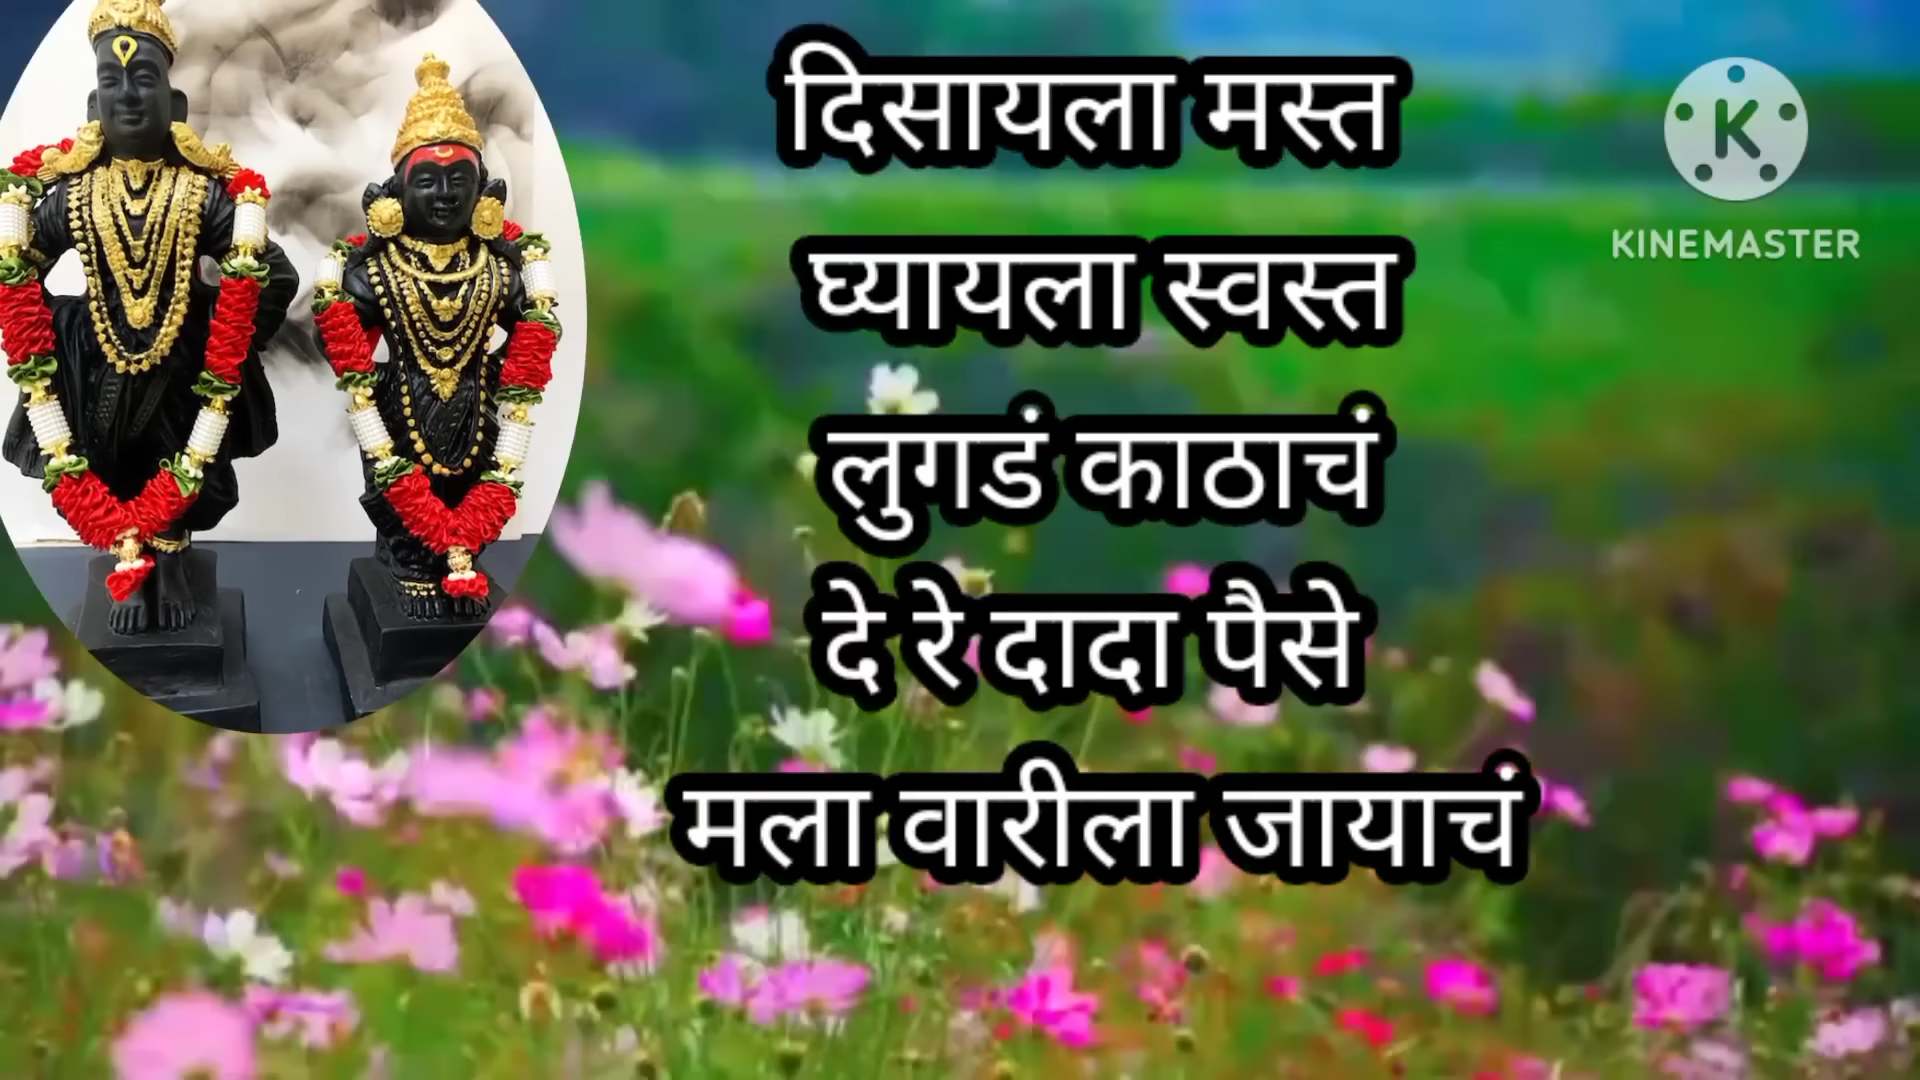 दिसायला मस्त
घ्यायला स्वस्त
लुगडं काठाचं
दे रे दादा पैसे
मला वारीला जायाचं
K
KINEMASTER